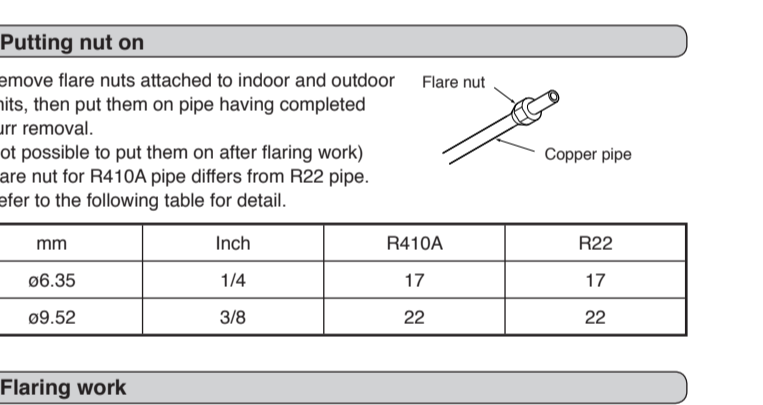 Putting nut on
emove flare nuts attached to indoor and outdoor
nits, then put them on pipe having completed
urr removal.
ot possible to put them on after flaring work)
are nut for R410A pipe differs from R22 pipe.
efer to the following table for detail.
Flare nut
Copper pipe
mm Inch R410A R22
ø6.35 1/4 17 17
ø9.52 3/8 22 22
Flaring work